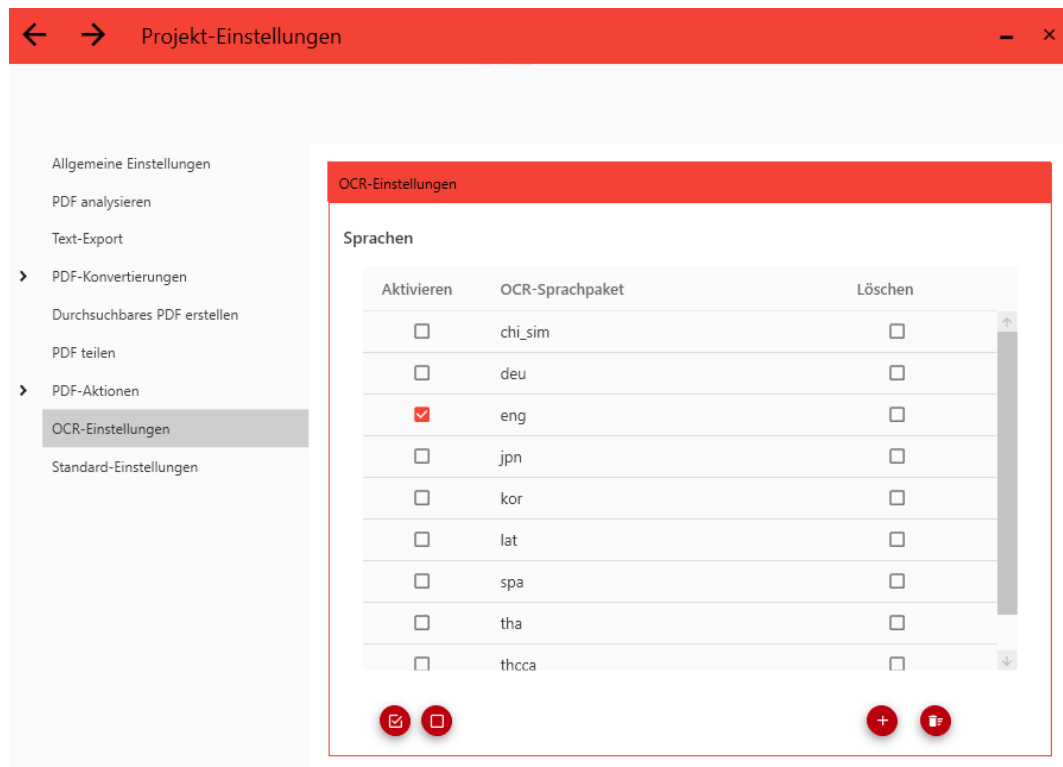 Projekt-Einstellungen
Allgemeine Einstellungen
PDF analysieren
Text-Export
PDF-Konvertierungen
Durchsuchbares PDF erstellen
PDF teilen
PDF-Aktionen
OCR-Einstellungen
Standard-Einstellungen
OCR-Einstellungen
Sprachen
Aktivieren OCR-Sprachpaket Löschen
chi_sim
deu
eng
jpn
kor
lat
spa
tha
thcca